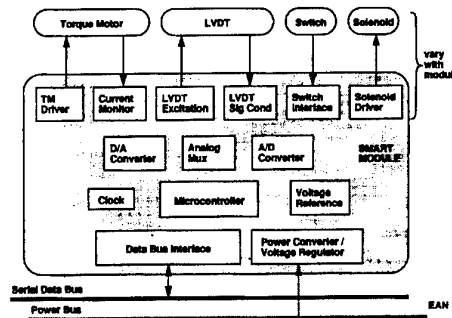 Torque Motor
LVDT
Switch
Solenoid
vary
with
modul
TM
Driver
Current
Monitor
LVDT
Excitation
LVDT
Sig Cond
Switch
Interface
Solenoid
Driver
D/A
Converter
Analog
Mux
A/D
Converter
SMART
MODULE
Clock
Microcontroller
Voltage
Reference
Data Bus Interface
Power Converter /
Voltage Regulator
Serial Data Bus
Power Bus
EAN